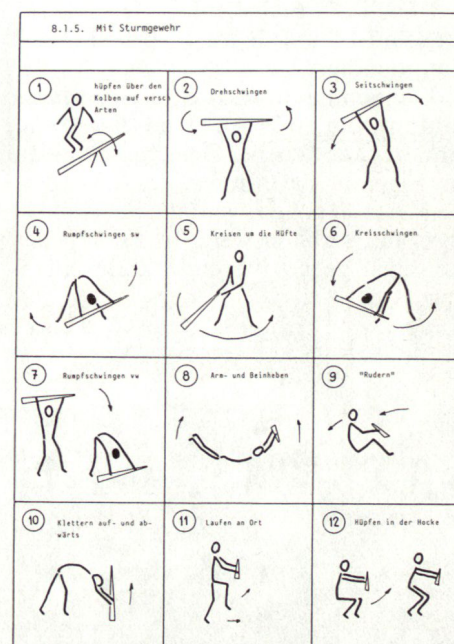 8.1.5. Mit Sturmgewehr
1
hüpfen über den
Kolben auf versch
Arten
2
Drehschwingen
3
Seitschwingen
4
Rumpfschwingen sw
5
Kreisen um die Hüfte
6
Kreisschwingen
7
Rumpfschwingen vw
8
Arm- und Beinheben
9
"Rudern"
10
Klettern auf- und ab-
wärts
11
Laufen an Ort
12
Hüpfen in der Hocke